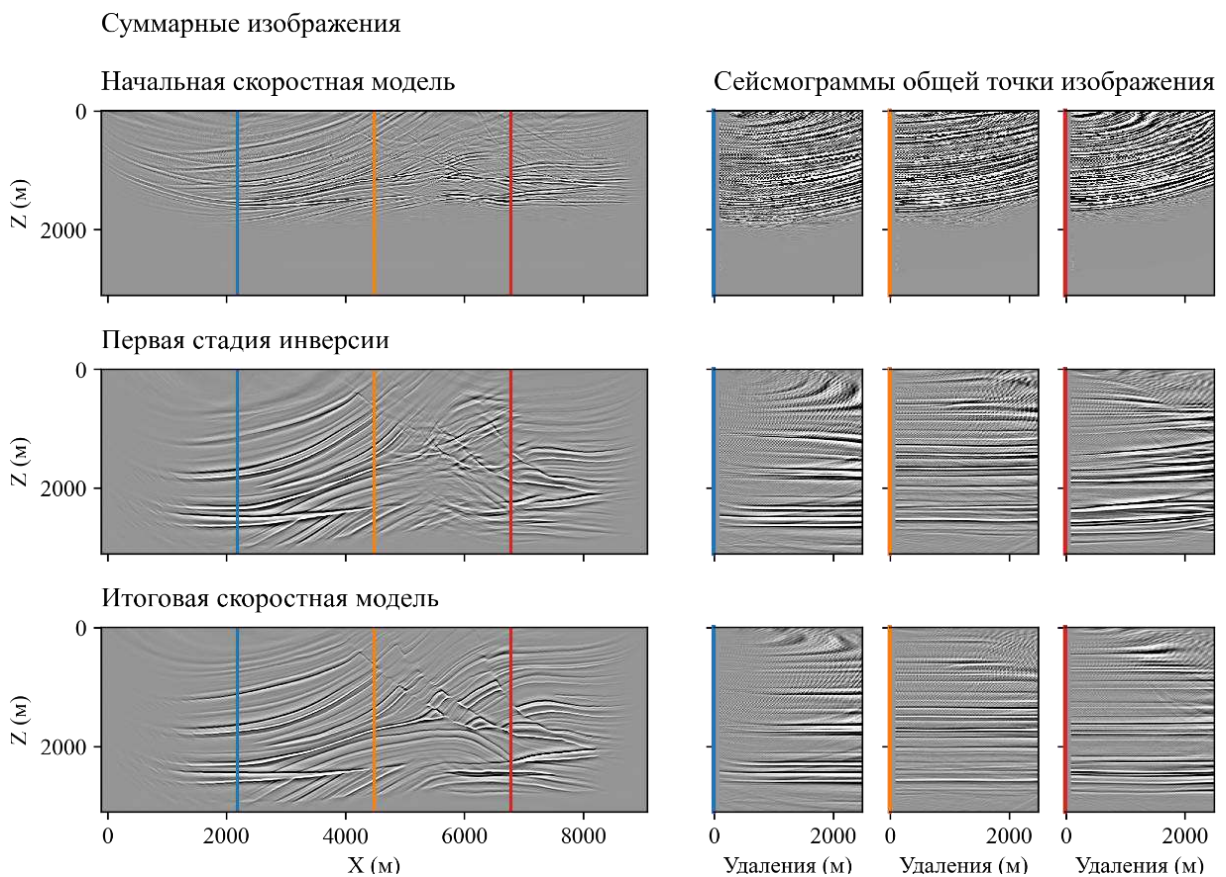 Суммарные изображения
Начальная скоростная модель
Сейсмограммы общей точки изображения
0
2000
Z (м)
Первая стадия инверсии
0
2000
Z (м)
Итоговая скоростная модель
0
2000
Z (м)
0 2000 4000 6000 8000
0 2000 0 2000 0 2000
X (м)
Удаления (м) Удаления (м) Удаления (м)